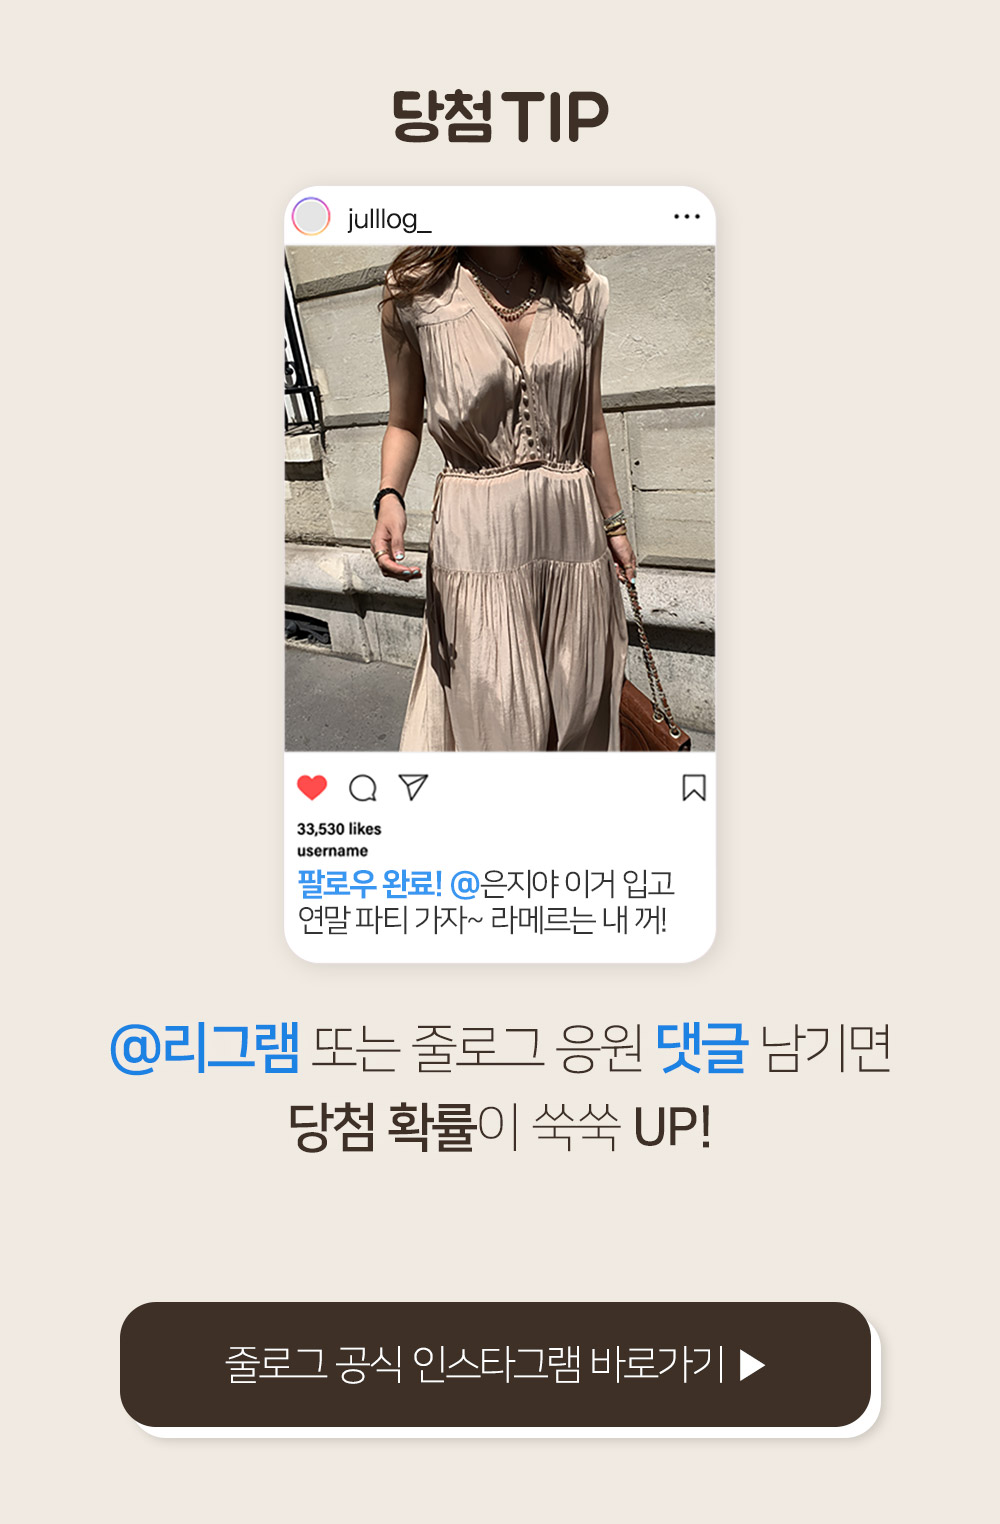 당첨 TIP
julllog_
33,530 likes
username
팔로우 완료! @은지야 이거 입고
연말 파티 가자~ 라메르는 내 꺼!
@리그램 또는 줄로그 응원 댓글 남기면
당첨 확률이 쑥쑥 UP!
줄로그 공식 인스타그램 바로가기 ▶